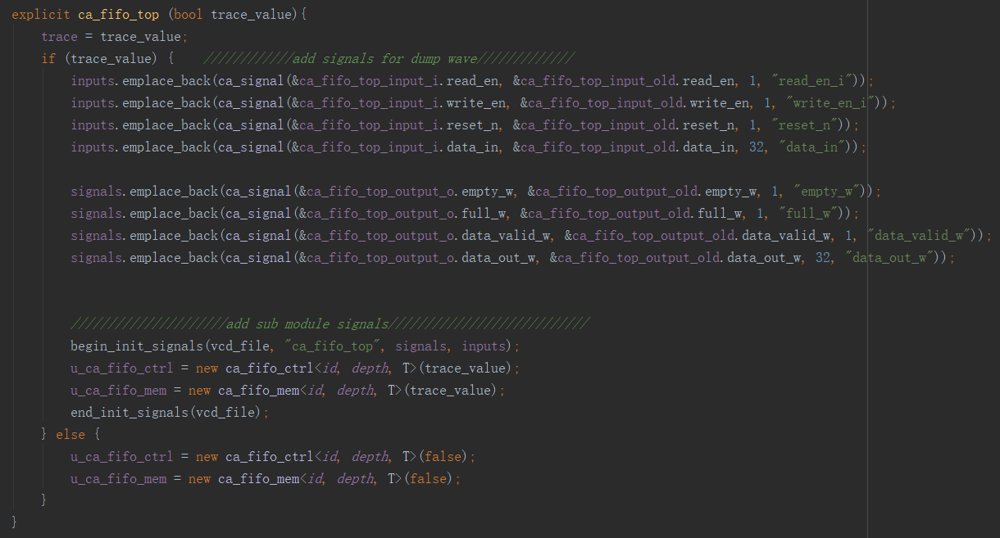 explicit ca_fifo_top (bool trace_value){
trace = trace_value;
if (trace_value) { ////////////add signals for dump wave/////////////
inputs.emplace_back(ca_signal(&ca_fifo_top_input_i.read_en, &ca_fifo_top_input_old.read_en, 1, "read_en_i"));
inputs.emplace_back(ca_signal(&ca_fifo_top_input_i.write_en, &ca_fifo_top_input_old.write_en, 1, "write_en_i"));
inputs.emplace_back(ca_signal(&ca_fifo_top_input_i.reset_n, &ca_fifo_top_input_old.reset_n, 1, "reset_n"));
inputs.emplace_back(ca_signal(&ca_fifo_top_input_i.data_in, &ca_fifo_top_input_old.data_in, 32, "data_in"));
signals.emplace_back(ca_signal(&ca_fifo_top_output_o.empty_w, &ca_fifo_top_output_old.empty_w, 1, "empty_w"));
signals.emplace_back(ca_signal(&ca_fifo_top_output_o.full_w, &ca_fifo_top_output_old.full_w, 1, "full_w"));
signals.emplace_back(ca_signal(&ca_fifo_top_output_o.data_valid_w, &ca_fifo_top_output_old.data_valid_w, 1, "data_valid_w"));
signals.emplace_back(ca_signal(&ca_fifo_top_output_o.data_out_w, &ca_fifo_top_output_old.data_out_w, 32, "data_out_w"));
/////////////////////add sub module signals///////////////////////////
begin_init_signals(vcd_file, "ca_fifo_top", signals, inputs);
u_ca_fifo_ctrl = new ca_fifo_ctrl<id, depth, T>(trace_value);
u_ca_fifo_mem = new ca_fifo_mem<id, depth, T>(trace_value);
end_init_signals(vcd_file);
} else {
u_ca_fifo_ctrl = new ca_fifo_ctrl<id, depth, T>(false);
u_ca_fifo_mem = new ca_fifo_mem<id, depth, T>(false);
}
}